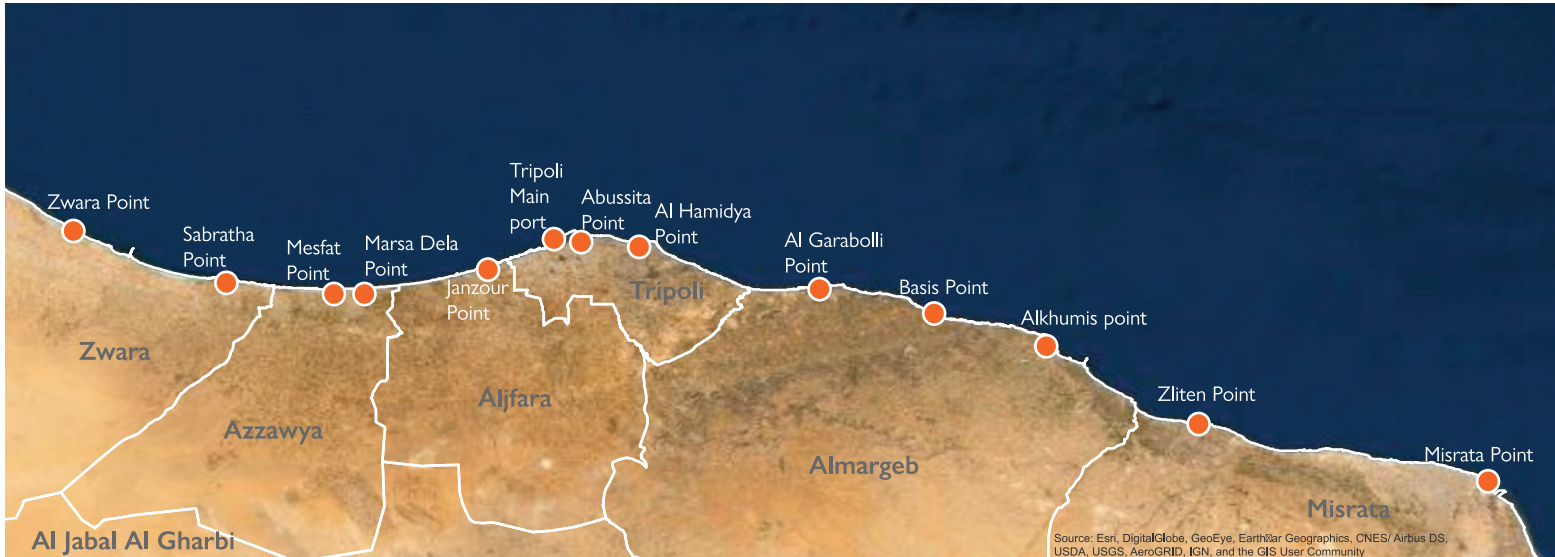 Zwara Point
Sabratha
Point
Mesfat
Point
Marsa Dela
Point
Janzour
Point
Tripoli
Main
port
Abussita
Point
Al Hamidya
Point
Al Garabolli
Point
Basis Point
Alkhumis point
Zliten Point
Misrata Point
Zwara
Azzawya
Aljfara
Tripoli
Almargeb
Misrata
Al Jabal Al Gharbi
Source: Esri, DigitalGlobe, GeoEye, Earth☒ar Geographics, CNES/ Airbus DS,
USDA, USGS, AeroGRID, IGN, and the GIS User Community